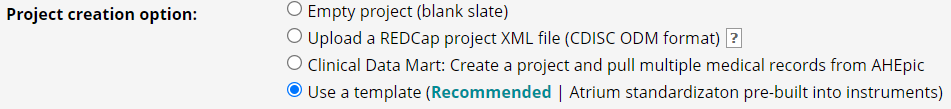 Project creation option:
Empty project (blank slate)
Upload a REDCap project XML file (CDISC ODM format) ?
Clinical Data Mart: Create a project and pull multiple medical records from AHEpic
Use a template (Recommended | Atrium standardizaton pre-built into instruments)